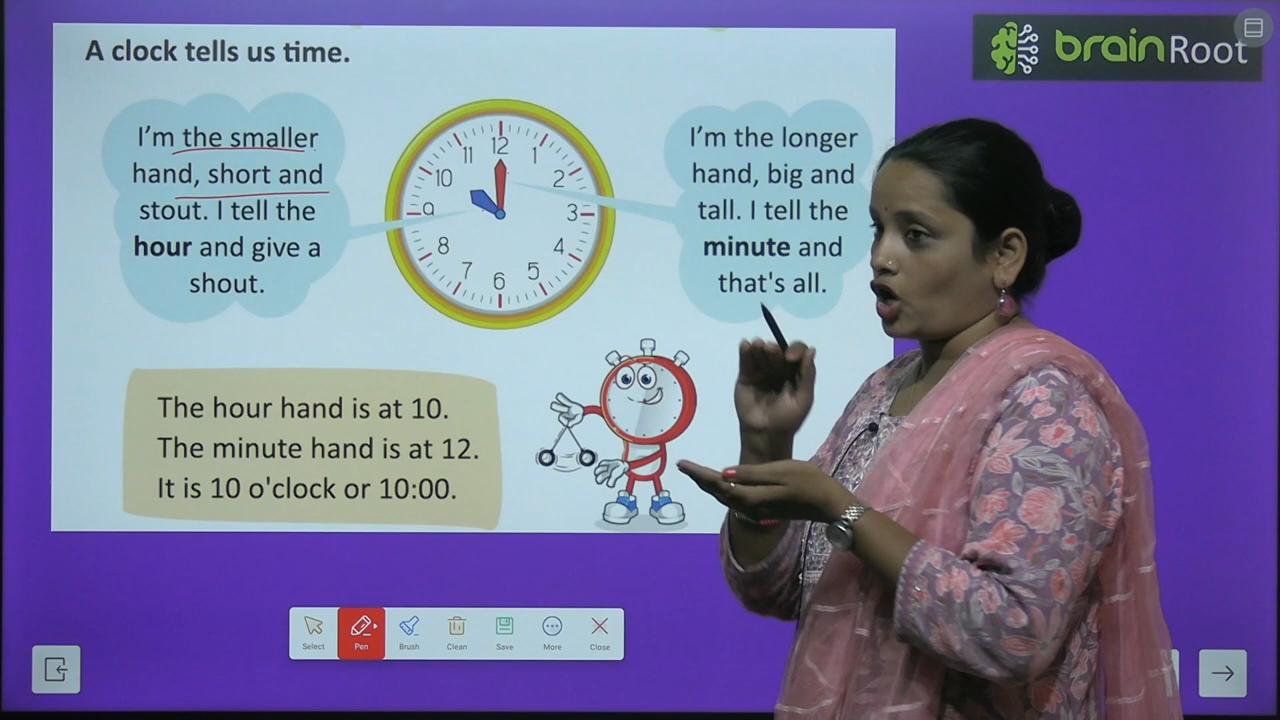 A clock tells us time.
I'm the smaller
hand, short and
stout. I tell the
hour and give a
shout.
12
1
2
3
4
5
6
7
8
9
10
11
I'm the longer
hand, big and
tall. I tell the
minute and
that's all.
The hour hand is at 10.
The minute hand is at 12.
It is 10 o'clock or 10:00.
brainRoot
Select
Pen
Brush
Clean
Save
More
Close